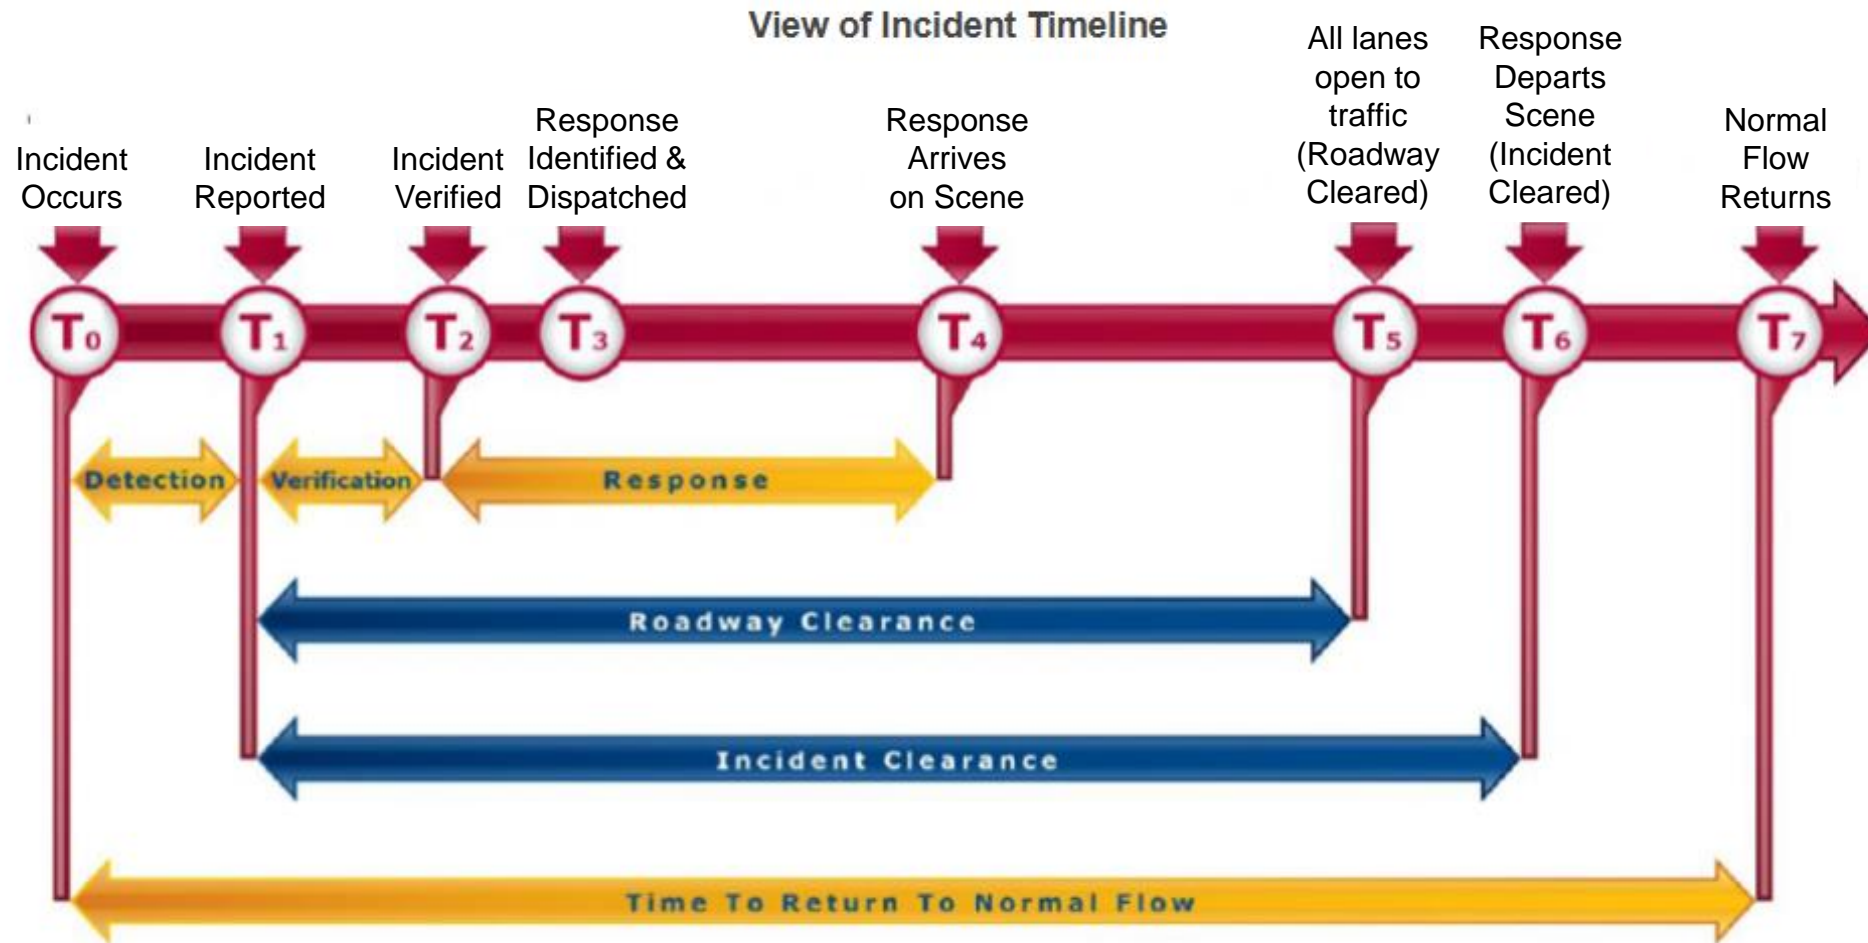 View of Incident Timeline
Incident
Occurs
Incident
Reported
Incident
Verified
Response
Identified &
Dispatched
Response
Arrives
on Scene
All lanes
open to
traffic
(Roadway
Cleared)
Response
Departs
Scene
(Incident
Cleared)
Normal
Flow
Returns
T0
T1
T2
T3
T4
T5
T6
T7
Detection
Verification
Response
Roadway Clearance
Incident Clearance
Time To Return To Normal Flow